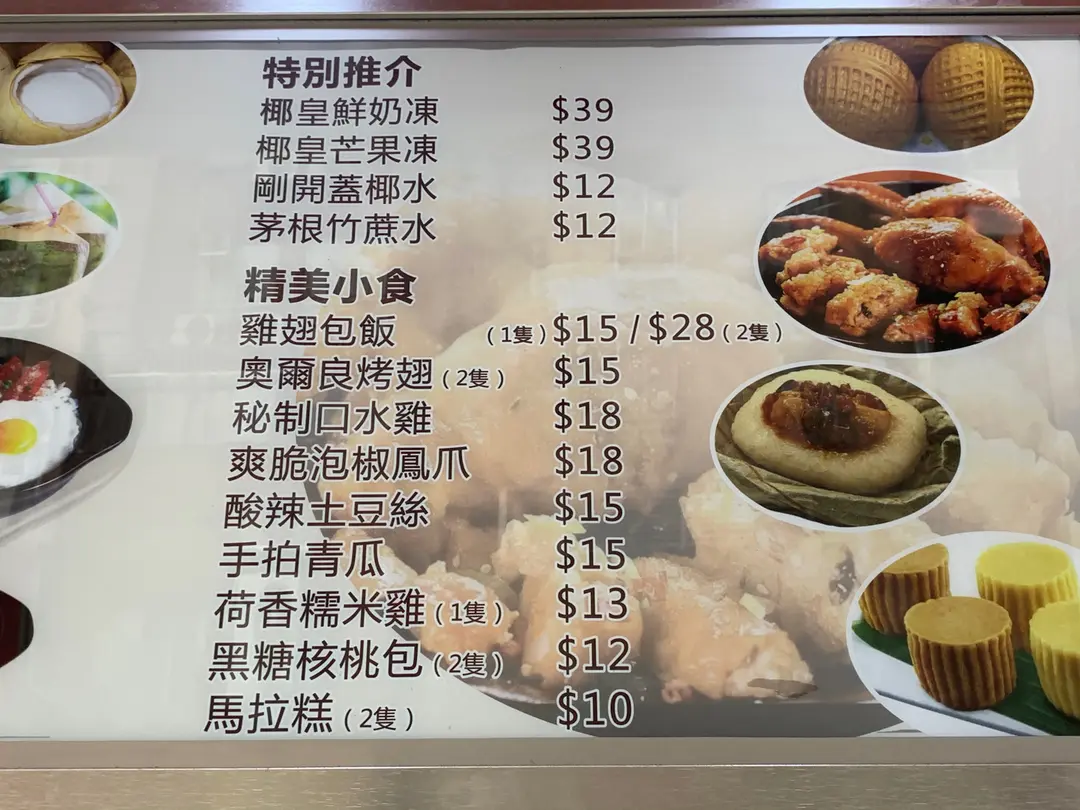 特別推介
椰皇鮮奶凍 $39
椰皇芒果凍 $39
剛開蓋椰水 $12
茅根竹蔗水 $12
精美小食
雞翅包飯 (1隻) $15 / $28 (2隻)
奧爾良烤翅 (2隻) $15
秘制口水雞 $18
爽脆泡椒鳳爪 $18
酸辣土豆絲 $15
手拍青瓜 $15
荷香糯米雞 (1隻) $13
黑糖核桃包 (2隻) $12
馬拉糕 (2隻) $10